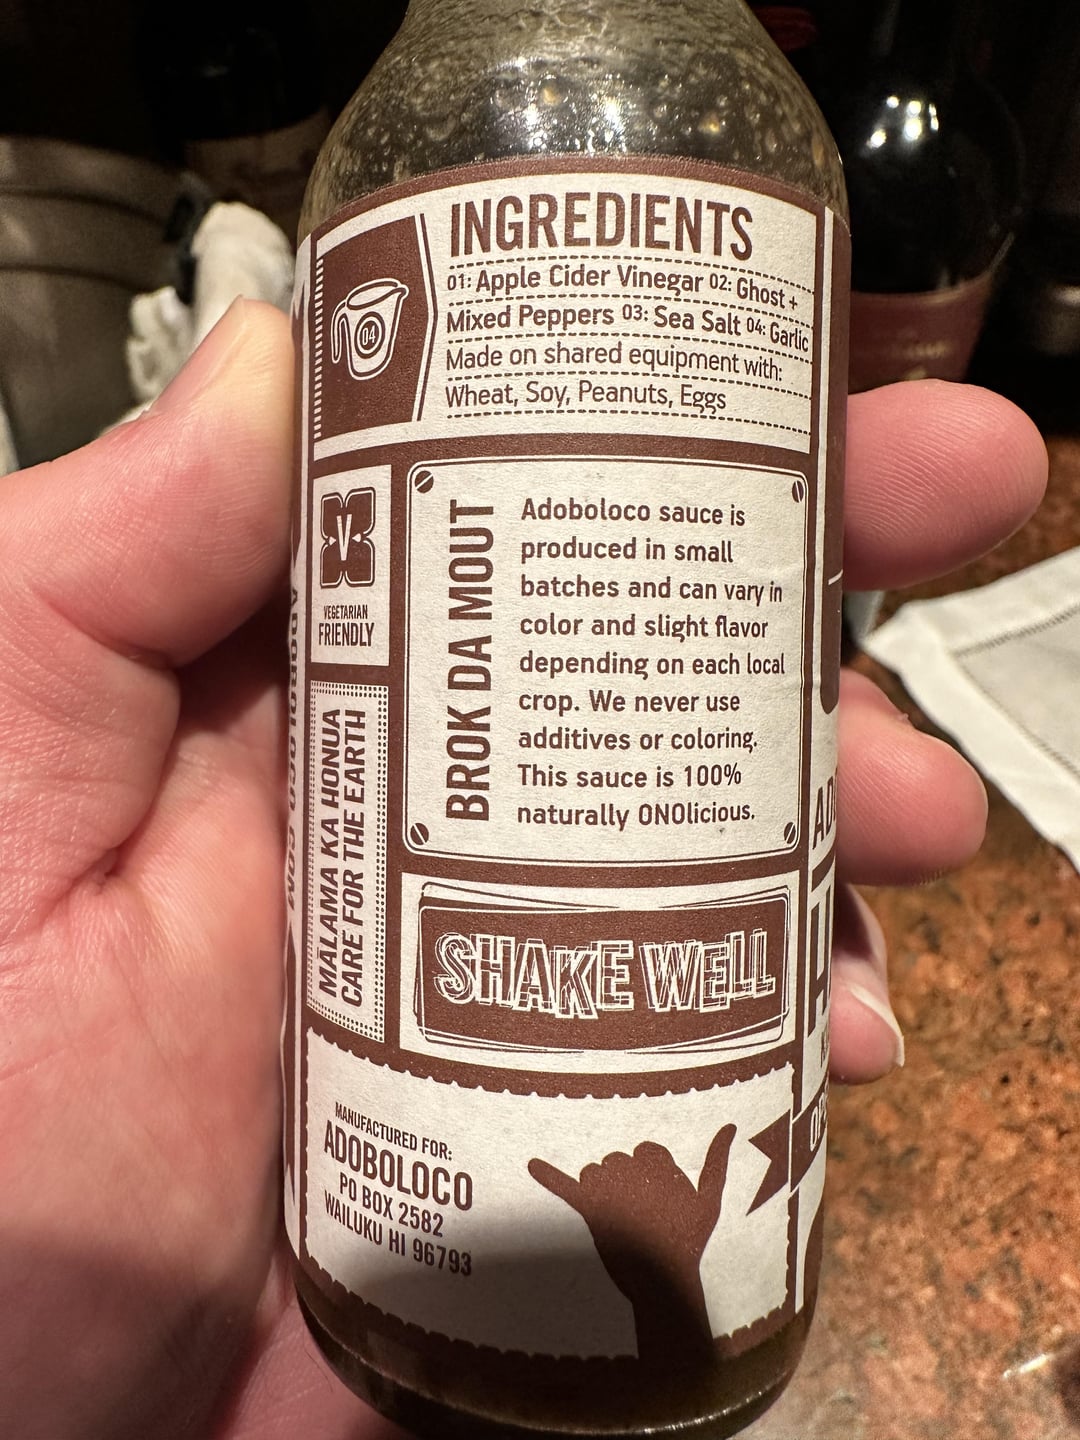 INGREDIENTS
01: Apple Cider Vinegar 02: Ghost +
Mixed Peppers 03: Sea Salt 04: Garlic
Made on shared equipment with:
Wheat, Soy, Peanuts, Eggs
04
V
VEGETARIAN
FRIENDLY
BROK DA MOUT
Adoboloco sauce is
produced in small
batches and can vary in
color and slight flavor
depending on each local
crop. We never use
additives or coloring.
This sauce is 100%
naturally ONOlicious.
MALAMA KA HONUA
CARE FOR THE EARTH
ADOBOLOCO.COM
SHAKE WELL
MANUFACTURED FOR:
ADOBOLOCO
PO BOX 2582
WAILUKU HI 96793